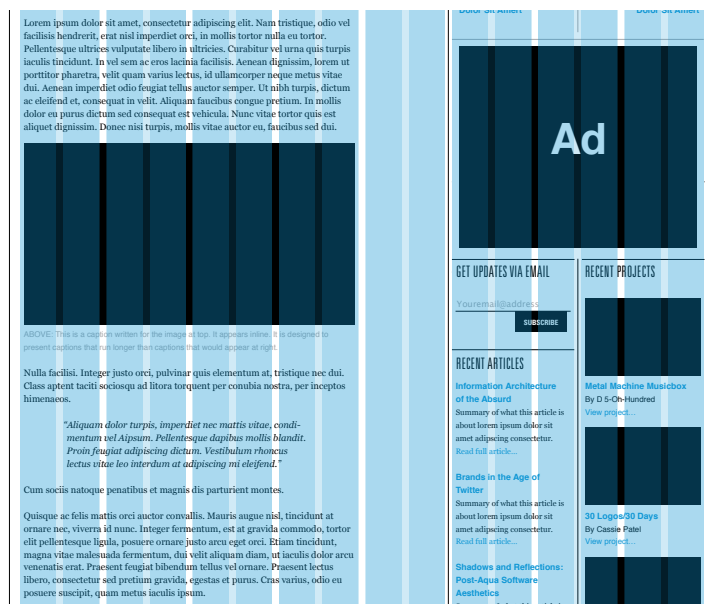 Lorem ipsum dolor sit amet, consectetur adipiscing elit. Nam tristique, odio vel
facilisis hendrerit, erat nisl imperdiet orci, in mollis tortor nulla eu tortor.
Pellentesque ultrices vulputate libero in ultricies. Curabitur vel urna quis turpis
iaculis tincidunt. In vel sem ac eros lacinia facilisis. Aenean dignissim, lorem ut
porttitor pharetra, velit quam varius lectus, id ullamcorper neque metus vitae
dui. Aenean imperdiet odio feugiat tellus auctor semper. Ut nibh turpis, dictum
ac eleifend et, consequat in velit. Aliquam faucibus congue pretium. In mollis
dolor eu purus dictum sed consequat est vehicula. Nunc vitae tortor quis est
aliquet dignissim. Donec nisi turpis, mollis vitae auctor eu, faucibus sed dui.
ABOVE: This is a caption written for the image at top. It appears inline. It is designed to
present captions that run longer than captions that would appear at right.
Nulla facilisi. Integer justo orci, pulvinar quis elementum at, tristique nec dui.
Class aptent taciti sociosqu ad litora torquent per conubia nostra, per inceptos
himenaeos.
“Aliquam dolor turpis, imperdiet nec mattis vitae, condi-
mentum vel Aipsum. Pellentesque dapibus mollis blandit.
Proin feugiat adipiscing dictum. Vestibulum rhoncus
lectus vitae leo interdum at adipiscing mi eleifend.”
Cum sociis natoque penatibus et magnis dis parturient montes.
Quisque ac felis mattis orci auctor convallis. Mauris augue nisl, tincidunt at
ornare nec, viverra id nunc. Integer fermentum, est at gravida commodo, tortor
elit pellentesque ligula, posuere ornare justo arcu eget orci. Etiam tincidunt,
magna vitae malesuada fermentum, dui velit aliquam diam, ut iaculis dolor arcu
venenatis erat. Praesent feugiat bibendum tellus vel ornare. Praesent lectus
libero, consectetur sed pretium gravida, egestas et purus. Cras varius, odio eu
posuere suscipit, quam metus iaculis ipsum.
Dolor Sit Amert
Dolor Sit Amert
Ad
GET UPDATES VIA EMAIL
Youremail@address
SUBSCRIBE
RECENT ARTICLES
Information Architecture
of the Absurd
Summary of what this article is
about lorem ipsum dolor sit
amet adipscing consectetur.
Read full article...
Brands in the Age of
Twitter
Summary of what this article is
about lorem ipsum dolor sit
amet adipscing consectetur.
Read full article...
Shadows and Reflections:
Post-Aqua Software
Aesthetics
RECENT PROJECTS
Metal Machine Musicbox
By D 5-Oh-Hundred
View project...
30 Logos/30 Days
By Cassie Patel
View project...